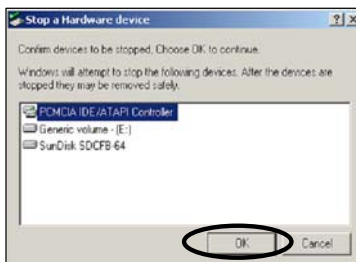 Stop a Hardware device
Confirm devices to be stopped, Choose OK to continue.
Windows will attempt to stop the following devices. After the devices are
stopped they may be removed safely.
PCMCIA IDE/ATAPI Controller
Generic volume - (E:)
SunDisk SDCFB-64
OK
Cancel